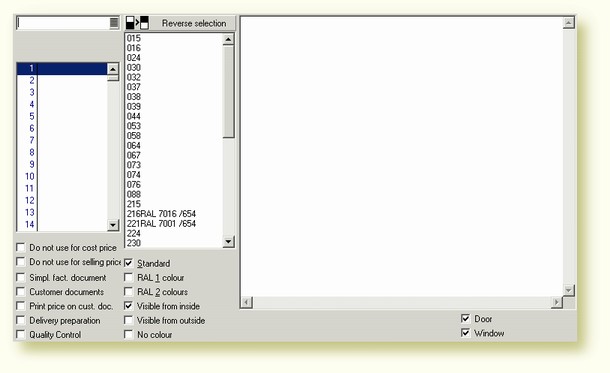 Reverse selection
015
016
024
030
032
037
038
039
044
053
058
064
067
073
074
076
088
215
216RAL 7016 /654
221RAL 7001 /654
224
230
1
2
3
4
5
6
7
8
9
10
11
12
13
14
Do not use for cost price
Do not use for selling price
Simpl. fact. document
Customer documents
Print price on cust. doc.
Delivery preparation
Quality Control
Standard
RAL 1 colour
RAL 2 colours
Visible from inside
Visible from outside
No colour
Door
Window